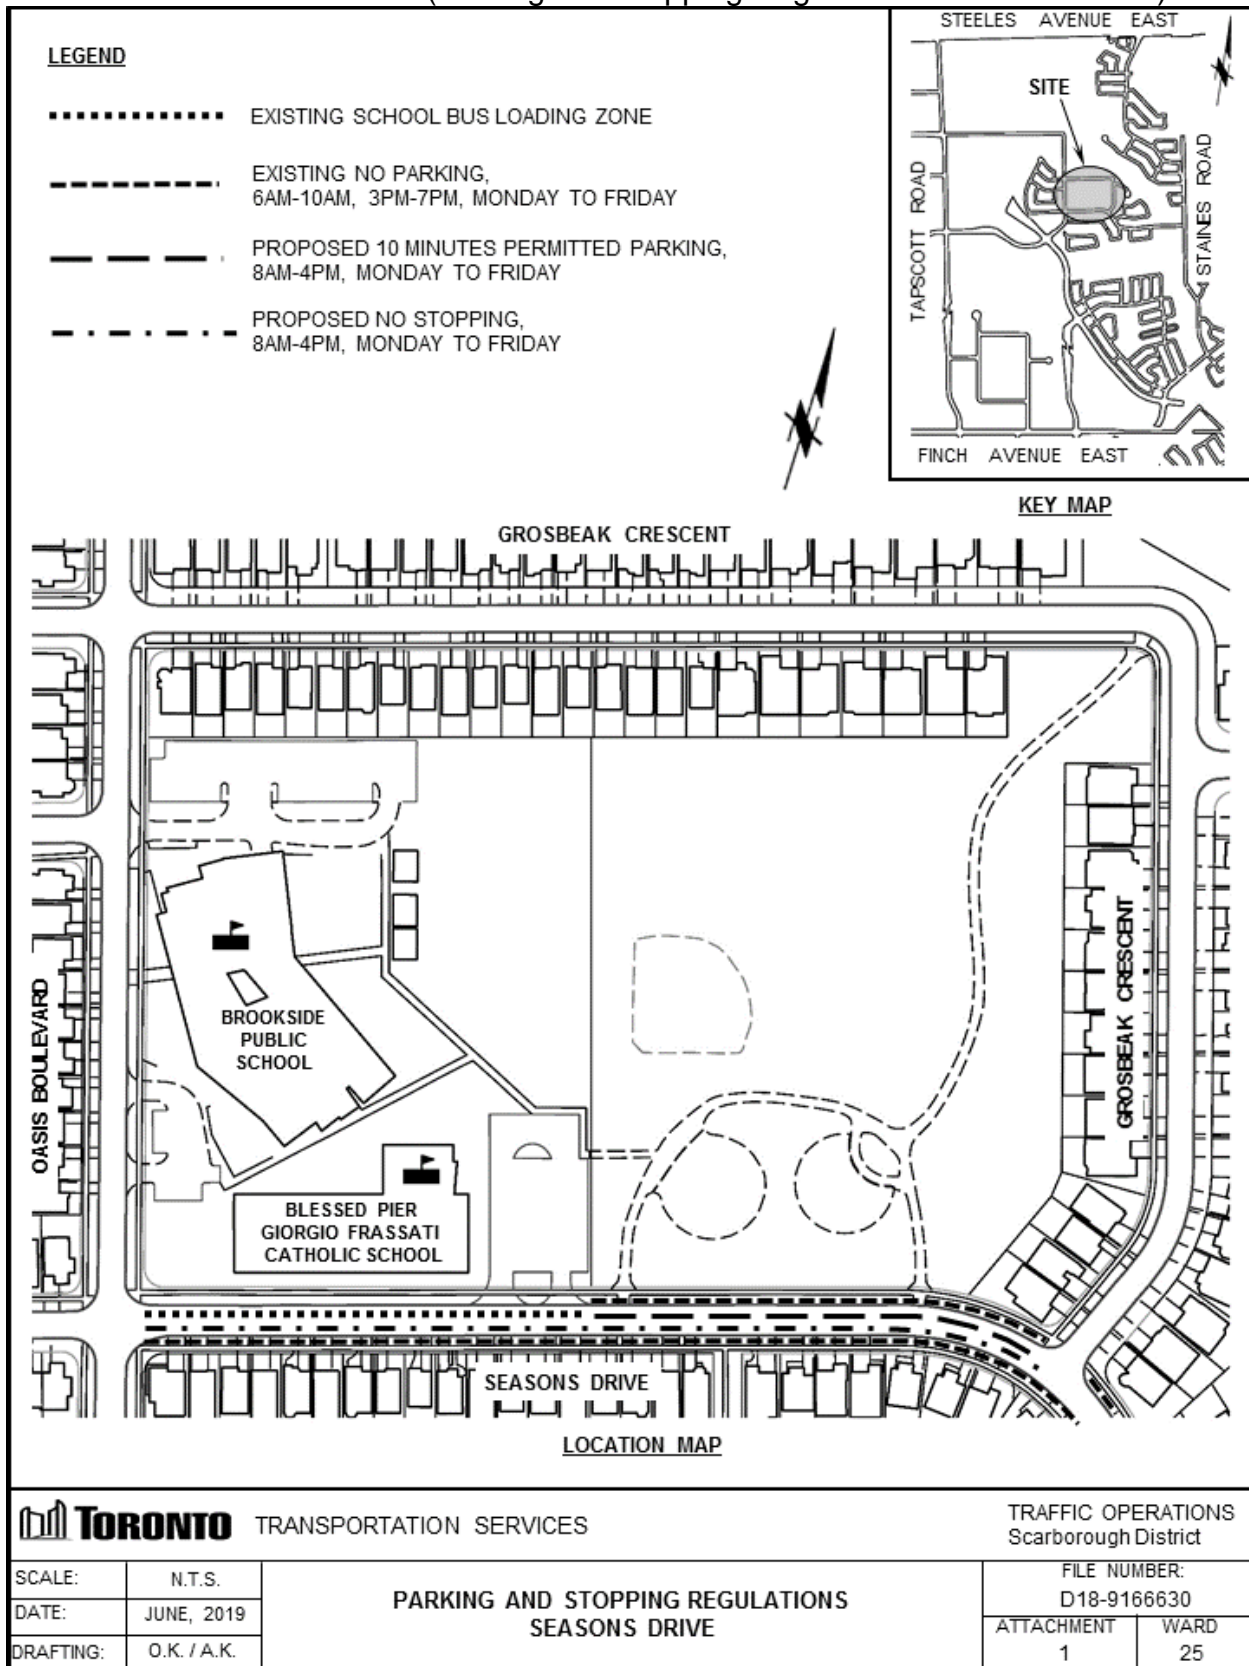 LEGEND
EXISTING SCHOOL BUS LOADING ZONE
EXISTING NO PARKING,
6AM-10AM, 3PM-7PM, MONDAY TO FRIDAY
PROPOSED 10 MINUTES PERMITTED PARKING,
8AM-4PM, MONDAY TO FRIDAY
PROPOSED NO STOPPING,
8AM-4PM, MONDAY TO FRIDAY
STEELES AVENUE EAST
SITE
TAPSCOTT ROAD
STAINES ROAD
FINCH AVENUE EAST
KEY MAP
GROSBEAK CRESCENT
OASIS BOULEVARD
BROOKSIDE
PUBLIC
SCHOOL
GROSBEAK CRESCENT
BLESSED PIER
GIORGIO FRASSATI
CATHOLIC SCHOOL
SEASONS DRIVE
LOCATION MAP
TORONTO TRANSPORTATION SERVICES
TRAFFIC OPERATIONS
Scarborough District
SCALE: N.T.S.
DATE: JUNE, 2019
DRAFTING: O.K. / A.K.
PARKING AND STOPPING REGULATIONS
SEASONS DRIVE
FILE NUMBER:
D18-9166630
ATTACHMENT WARD
1 25